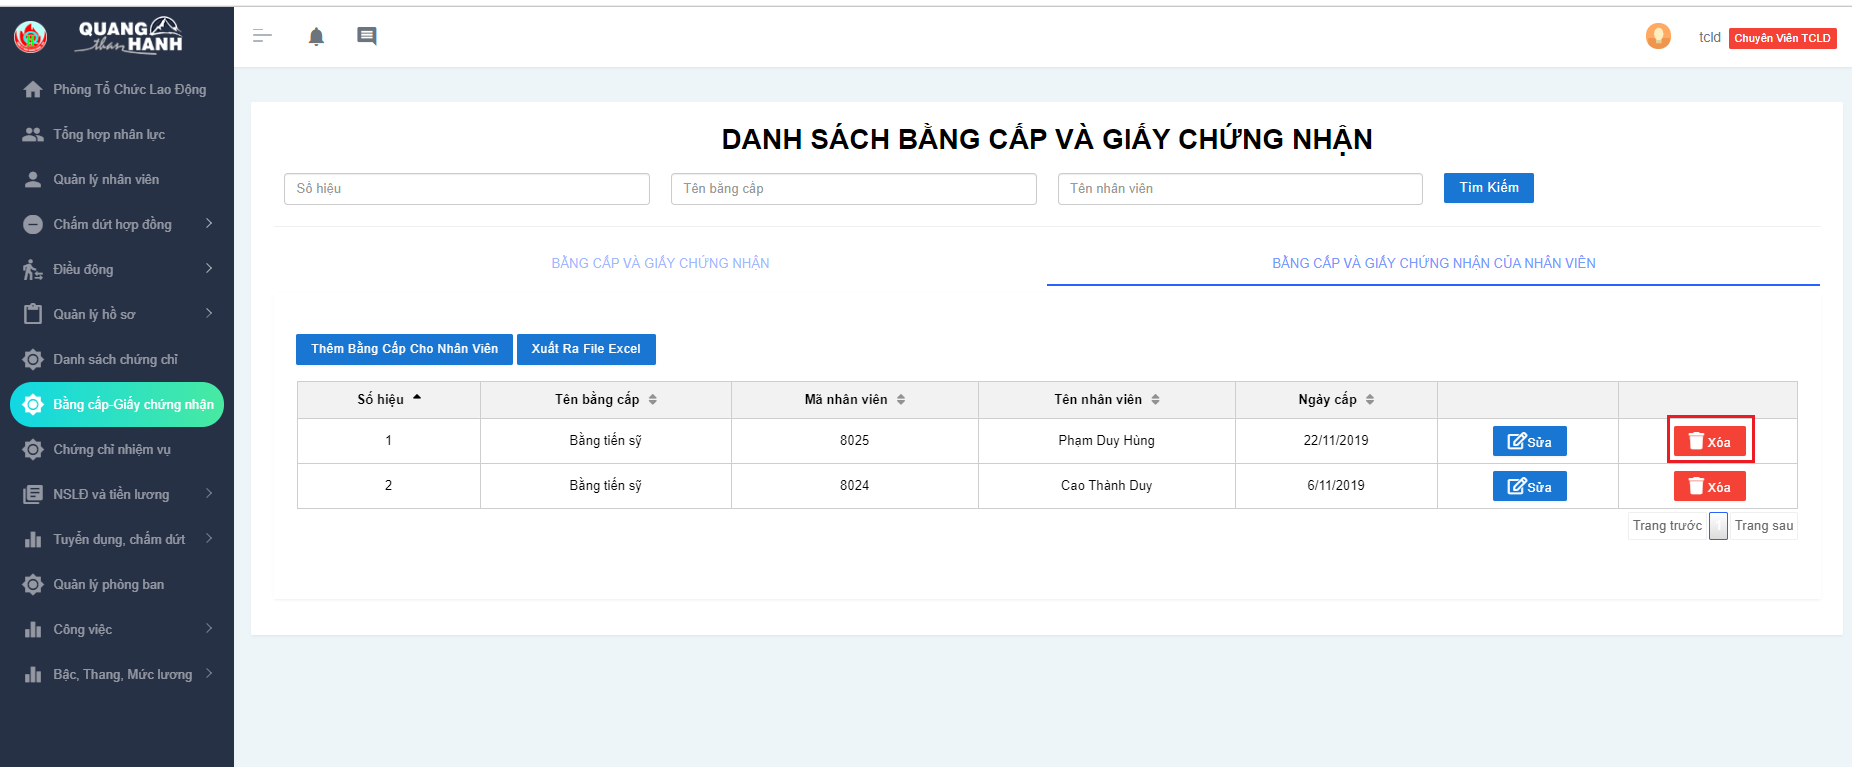 QUANG
than HANH
tcld
Chuyên Viên TCLD
Phòng Tổ Chức Lao Động
Tổng hợp nhân lực
Quản lý nhân viên
Chấm dứt hợp đồng
Điều động
Quản lý hồ sơ
Danh sách chứng chỉ
Bằng cấp-Giấy chứng nhận
Chứng chỉ nhiệm vụ
NSLĐ và tiền lương
Tuyển dụng, chấm dứt
Quản lý phòng ban
Công việc
Bậc, Thang, Mức lương
DANH SÁCH BẰNG CẤP VÀ GIẤY CHỨNG NHẬN
Số hiệu
Tên bằng cấp
Tên nhân viên
Tìm Kiếm
BẰNG CẤP VÀ GIẤY CHỨNG NHẬN
BẰNG CẤP VÀ GIẤY CHỨNG NHẬN CỦA NHÂN VIÊN
Thêm Bằng Cấp Cho Nhân Viên
Xuất Ra File Excel
Số hiệu Tên bằng cấp Mã nhân viên Tên nhân viên Ngày cấp
1 Bằng tiến sỹ 8025 Phạm Duy Hùng 22/11/2019 Sửa Xóa
2 Bằng tiến sỹ 8024 Cao Thành Duy 6/11/2019 Sửa Xóa
Trang trước 1 Trang sau